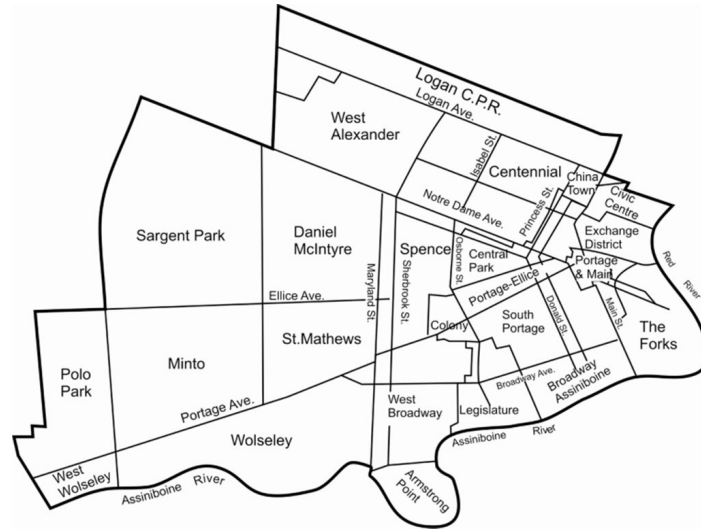 Logan C.P.R.
Logan Ave.
West
Alexander
Isabel St.
Centennial
China
Town
Civic
Centre
Notre Dame Ave.
Princess St.
Sargent Park
Daniel
McIntyre
Maryland St.
Spence
Sherbrook St.
Osborne St.
Central
Park
Exchange
District
Portage
& Main
Red
River
Ellice Ave.
Portage-Ellice
Donald St.
Main St.
The
Forks
Colony
South
Portage
St.Mathews
Polo
Park
Minto
Portage Ave.
Broadway Ave.
Broadway
Assiniboine
West
Broadway
Legislature
Wolseley
Assiniboine River
West
Wolseley
Assiniboine River
Armstrong
Point